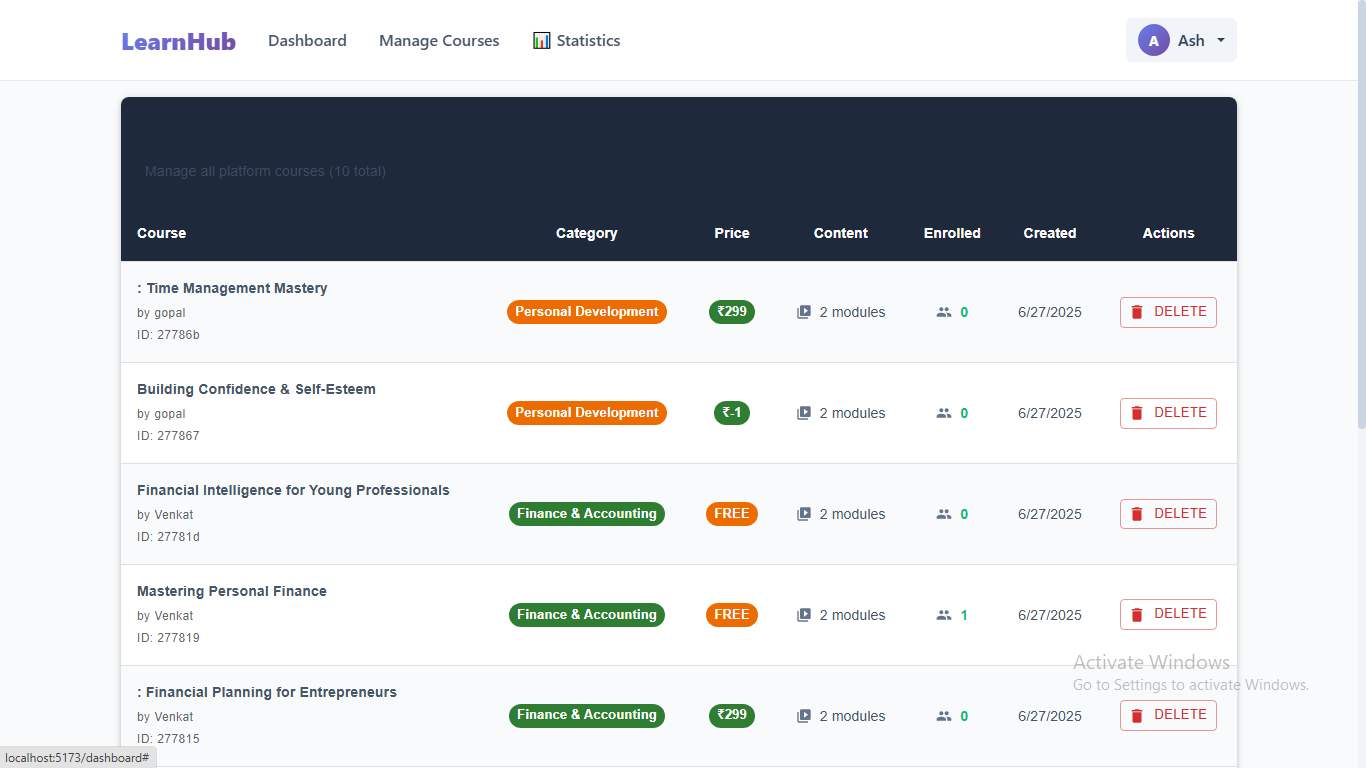 LearnHub Dashboard Manage Courses 📊 Statistics A Ash
Manage all platform courses (10 total)
Course Category Price Content Enrolled Created Actions
: Time Management Mastery
by gopal
ID: 27786b
Personal Development ₹299 2 modules 0 6/27/2025 DELETE
Building Confidence & Self-Esteem
by gopal
ID: 277867
Personal Development ₹-1 2 modules 0 6/27/2025 DELETE
Financial Intelligence for Young Professionals
by Venkat
ID: 27781d
Finance & Accounting FREE 2 modules 0 6/27/2025 DELETE
Mastering Personal Finance
by Venkat
ID: 277819
Finance & Accounting FREE 2 modules 1 6/27/2025 DELETE
: Financial Planning for Entrepreneurs
by Venkat
ID: 277815
Finance & Accounting ₹299 2 modules 0 6/27/2025 DELETE
Activate Windows
Go to Settings to activate Windows.
localhost:5173/dashboard#